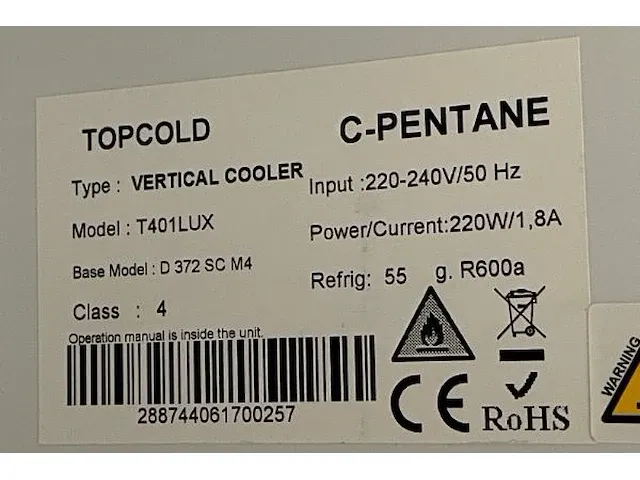 TOPCOLD
Type : VERTICAL COOLER
Model : T401LUX
Base Model : D 372 SC M4
Class : 4
Operation manual is inside the unit.
288744061700257
C-PENTANE
Input :220-240V/50 Hz
Power/Current:220W/1,8A
Refrig: 55 g. R600a
CE
RoHS
WARNING